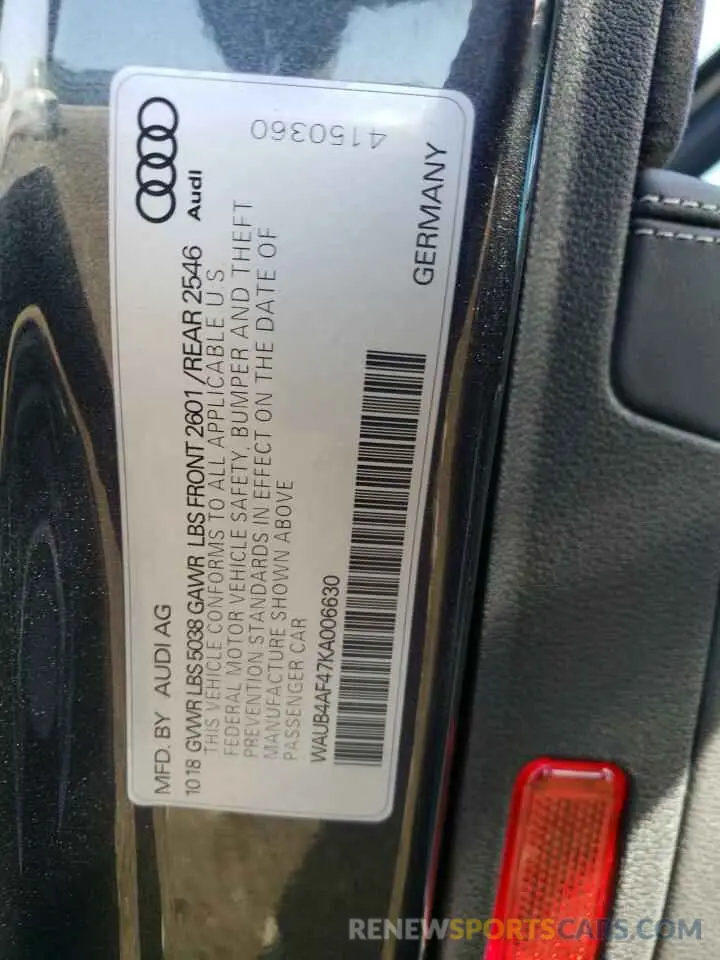 MFD. BY AUDI AG
1018 GVWR LBS 5038 GAWR LBS FRONT 2601 / REAR 2546
THIS VEHICLE CONFORMS TO ALL APPLICABLE U.S.
FEDERAL MOTOR VEHICLE SAFETY, BUMPER AND THEFT
PREVENTION STANDARDS IN EFFECT ON THE DATE OF
MANUFACTURE SHOWN ABOVE
PASSENGER CAR
WAUB4AF47KA006630
Audi
4150360
GERMANY
RENEWSPORTSCARS.COM